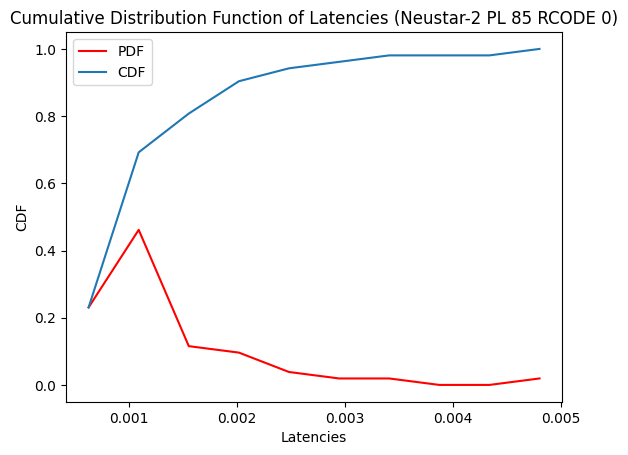 Cumulative Distribution Function of Latencies (Neustar-2 PL 85 RCODE 0)
PDF
CDF
1.0
0.8
0.6
0.4
0.2
0.0
CDF
0.001 0.002 0.003 0.004 0.005
Latencies